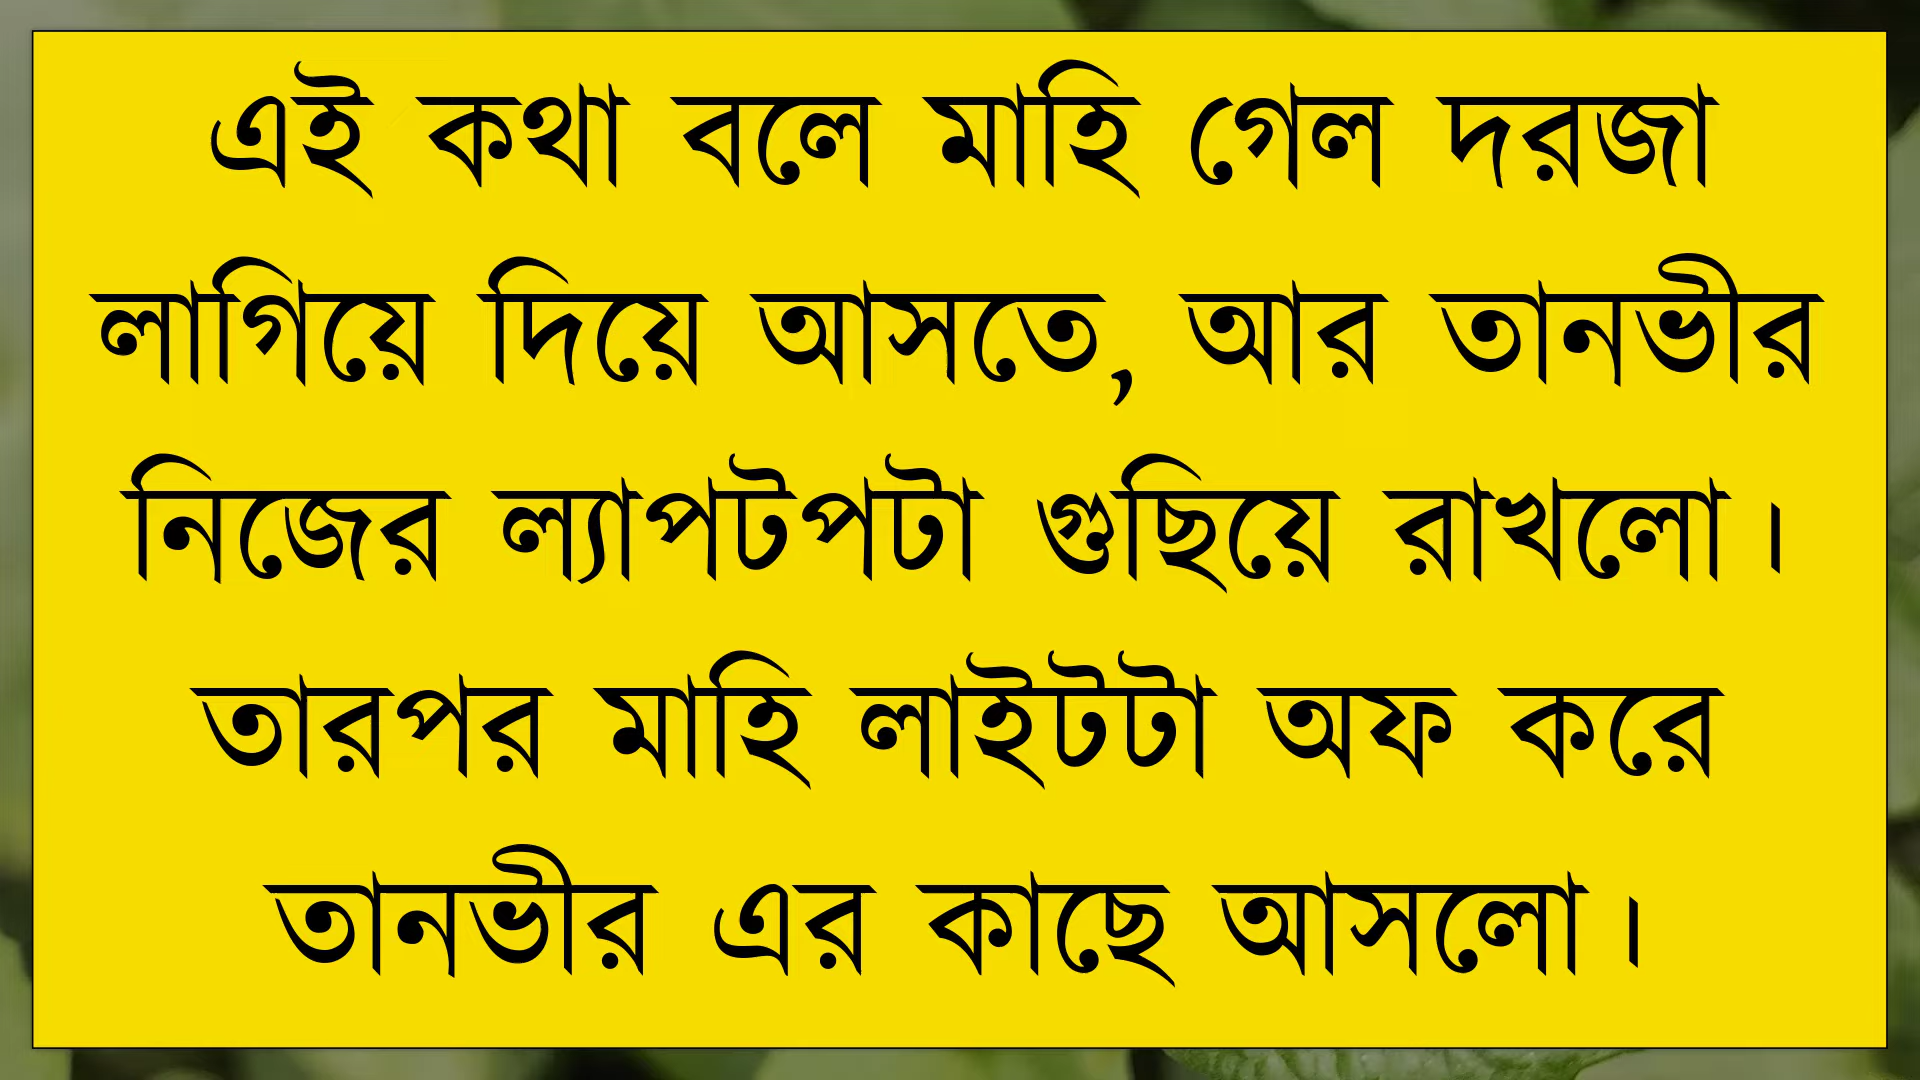 এই কথা বলে মাহি গেল দরজা
লাগিয়ে দিয়ে আসতে, আর তানভীর
নিজের ল্যাপটপটা গুছিয়ে রাখলো।
তারপর মাহি লাইটটা অফ করে
তানভীর এর কাছে আসলো।